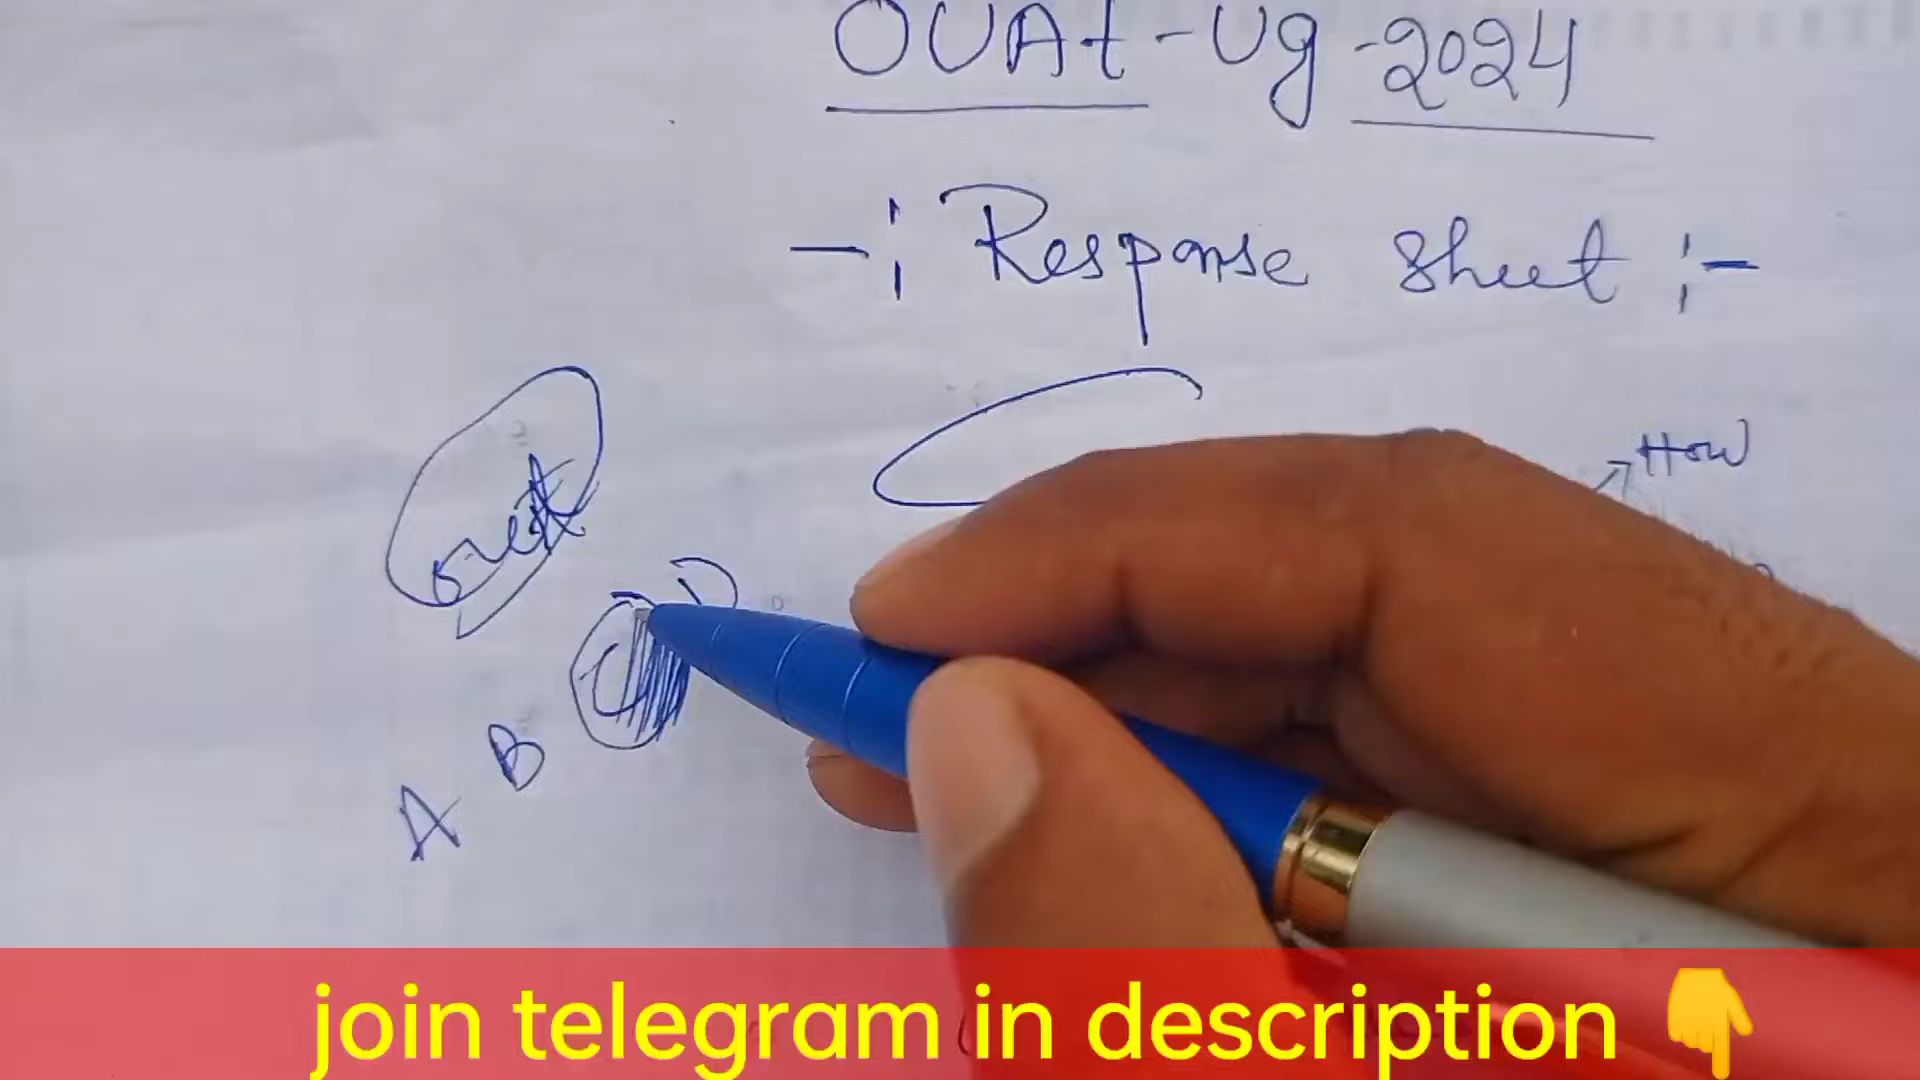 OUAt-Ug-2024
-: Response sheet :-
How
A B C D
join telegram in description 👇